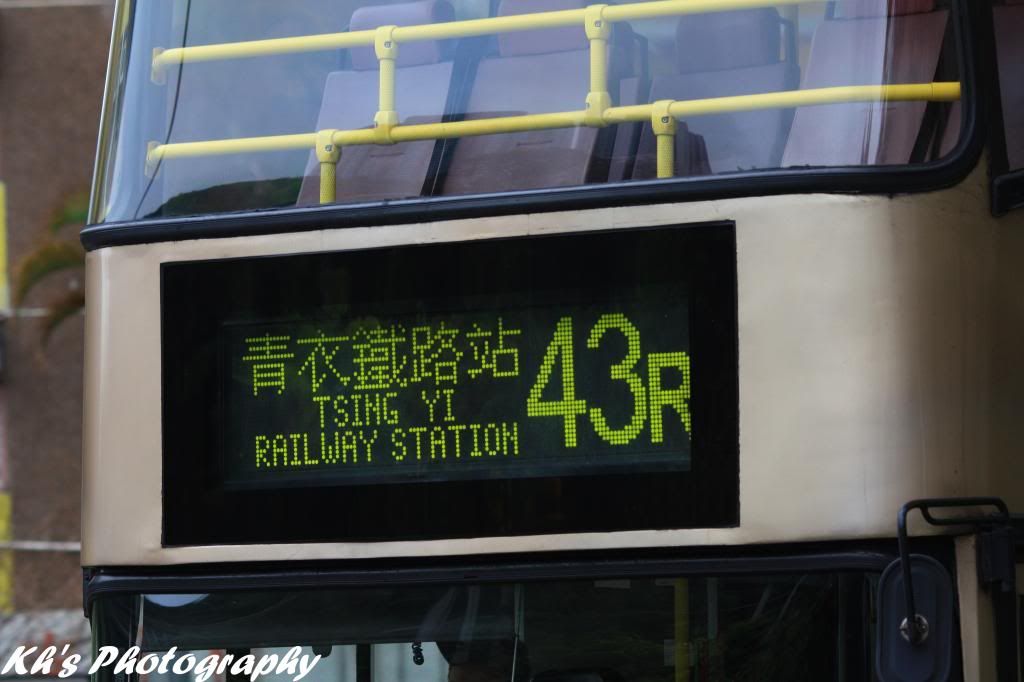 青衣鐵路站
TSING YI
RAILWAY STATION
43R
Kh's Photography